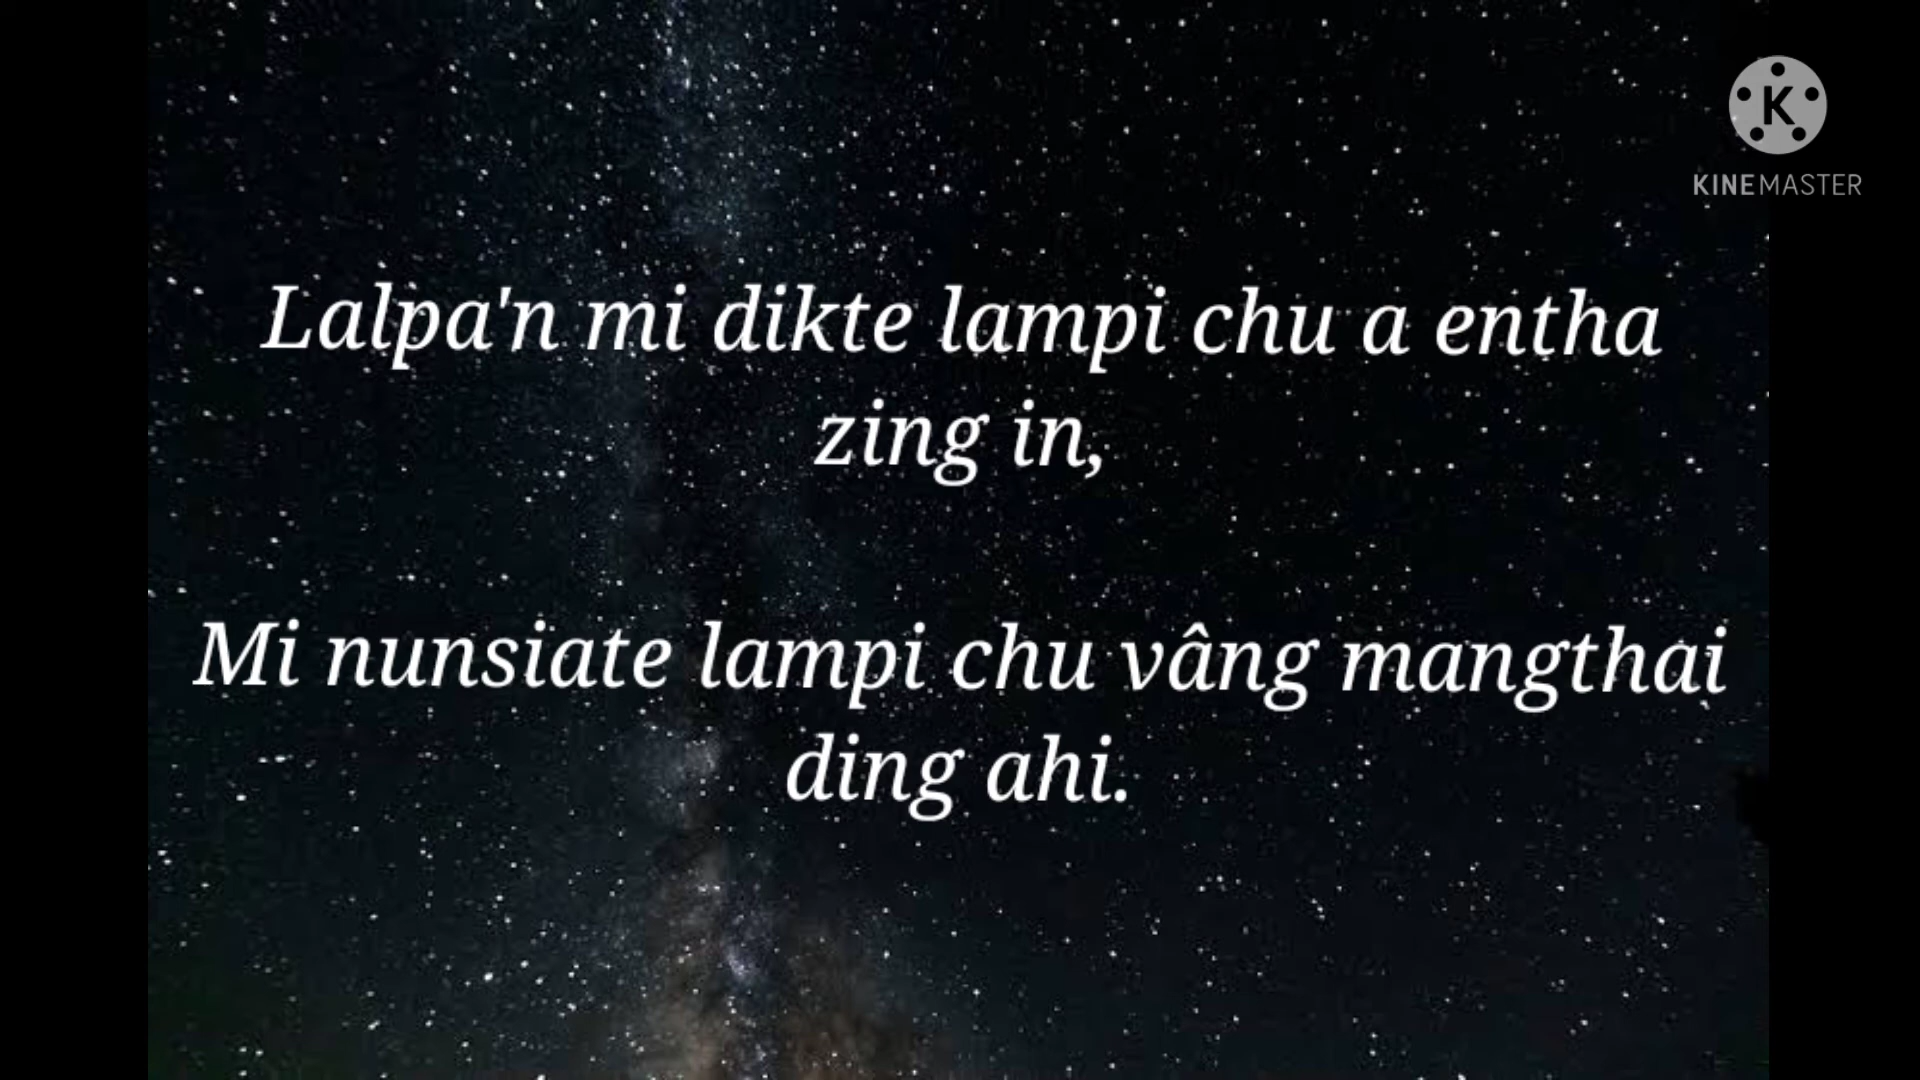 KINEMASTER
Lalpa'n mi dikte lampi chu a entha
zing in,
Mi nunsiate lampi chu vâng mangthai
ding ahi.